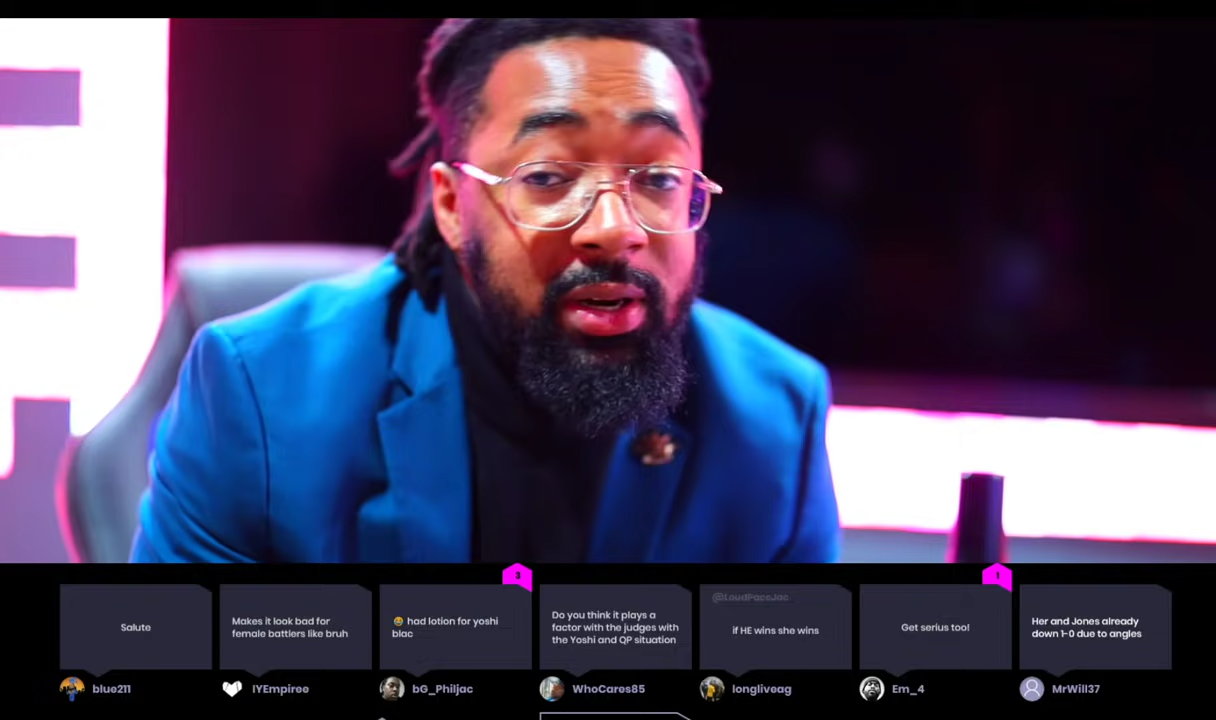 3
1
Salute
Makes it look bad for
female battlers like bruh
😭 had lotion for yoshi
blac
Do you think it plays a
factor with the judges with
the Yoshi and QP situation
@LoudPaceJac
if HE wins she wins
Get serius too!
Her and Jones already
down 1-0 due to angles
blue211
IYEmpiree
bG_Philjac
WhoCares85
longliveag
Em_4
MrWill37